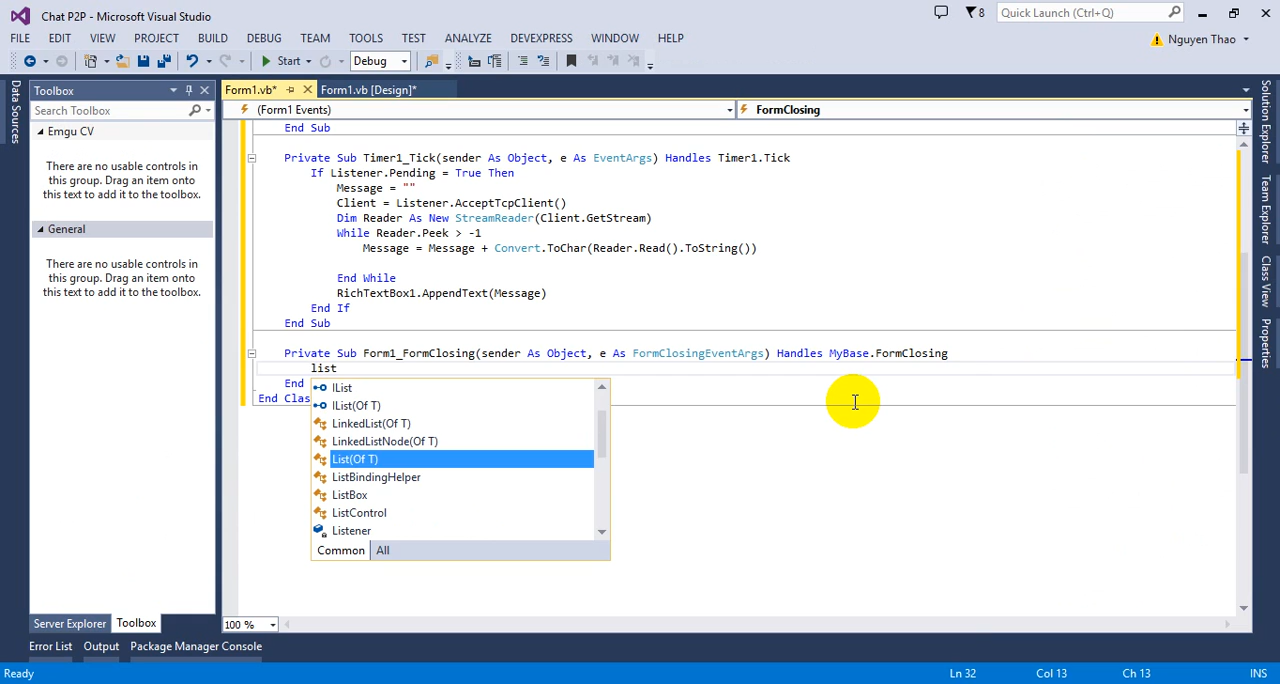 Chat P2P - Microsoft Visual Studio
8
Quick Launch (Ctrl+Q)
FILE EDIT VIEW PROJECT BUILD DEBUG TEAM TOOLS TEST ANALYZE DEVEXPRESS WINDOW HELP
Nguyen Thao
Start
Debug
Data Sources
Toolbox
Search Toolbox
Emgu CV
There are no usable controls in
this group. Drag an item onto
this text to add it to the toolbox.
General
There are no usable controls in
this group. Drag an item onto
this text to add it to the toolbox.
Server Explorer
Toolbox
Form1.vb*
Form1.vb [Design]*
(Form1 Events)
FormClosing
End Sub
Private Sub Timer1_Tick(sender As Object, e As EventArgs) Handles Timer1.Tick
If Listener.Pending = True Then
Message = ""
Client = Listener.AcceptTcpClient()
Dim Reader As New StreamReader(Client.GetStream)
While Reader.Peek > -1
Message = Message + Convert.ToChar(Reader.Read().ToString())
End While
RichTextBox1.AppendText(Message)
End If
End Sub
Private Sub Form1_FormClosing(sender As Object, e As FormClosingEventArgs) Handles MyBase.FormClosing
list
End
End Clas
IList
IList(Of T)
LinkedList(Of T)
LinkedListNode(Of T)
List(Of T)
ListBindingHelper
ListBox
ListControl
Listener
Common
All
100 %
Solution Explorer
Team Explorer
Class View
Properties
Error List
Output
Package Manager Console
Ready
Ln 32
Col 13
Ch 13
INS